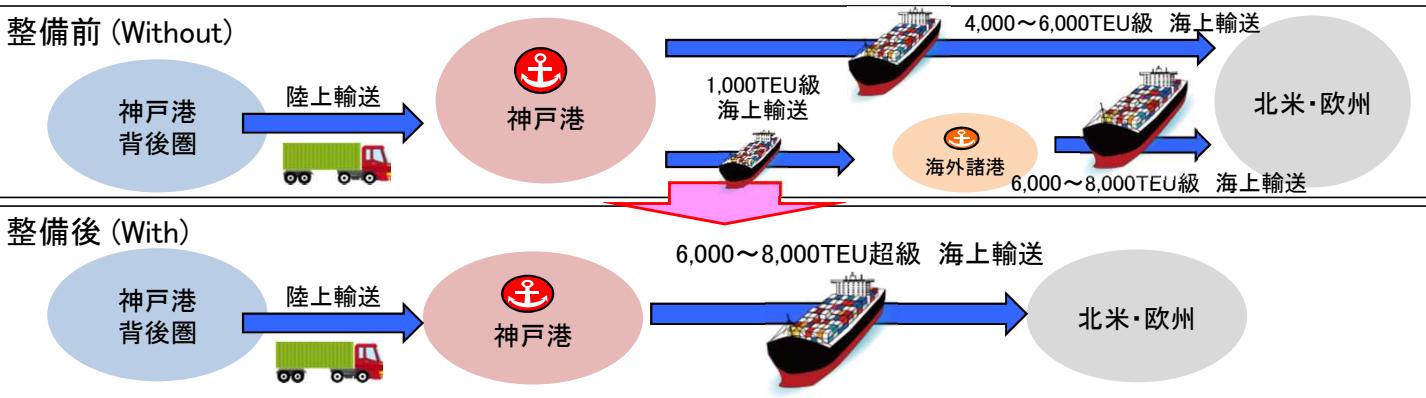 整備前 (Without)
神戸港
背後圏
陸上輸送
神戸港
4,000～6,000TEU級 海上輸送
1,000TEU級
海上輸送
海外諸港
6,000～8,000TEU級 海上輸送
北米・欧州
整備後 (With)
神戸港
背後圏
陸上輸送
神戸港
6,000～8,000TEU超級 海上輸送
北米・欧州